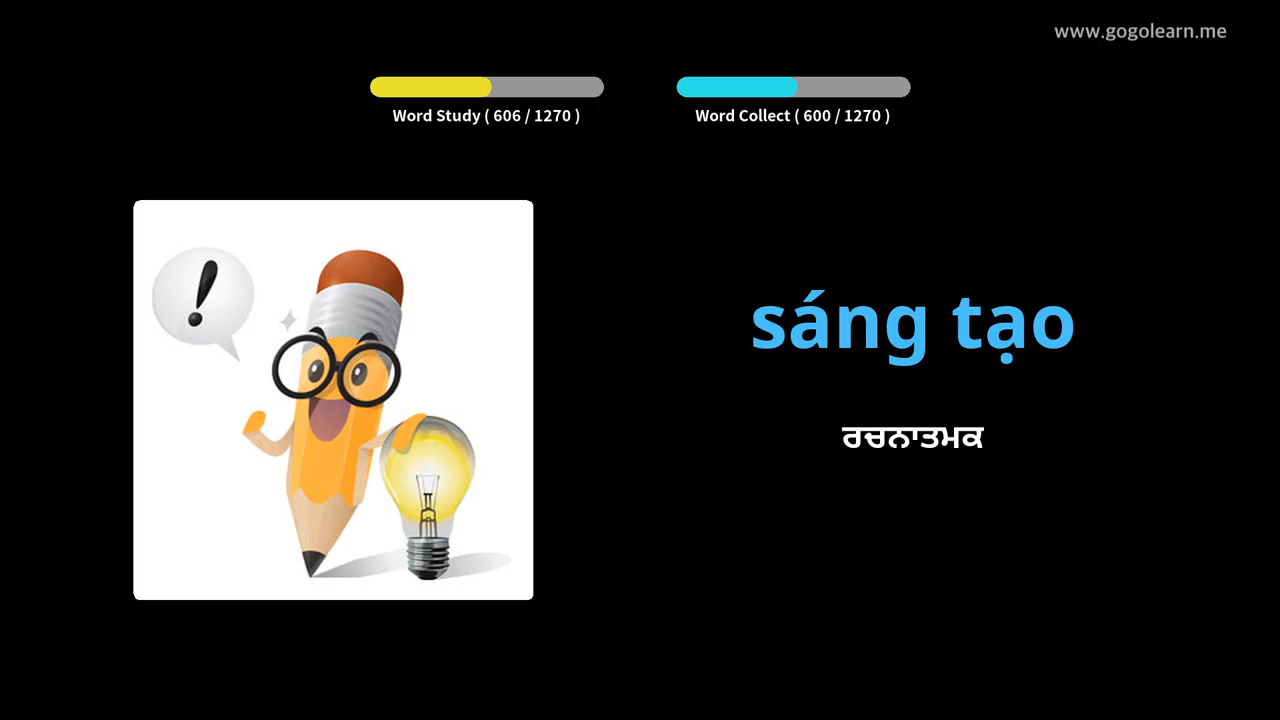 www.gogolearn.me
Word Study ( 606 / 1270 )
Word Collect ( 600 / 1270 )
!
sáng tạo
ਰਚਨਾਤਮਕ